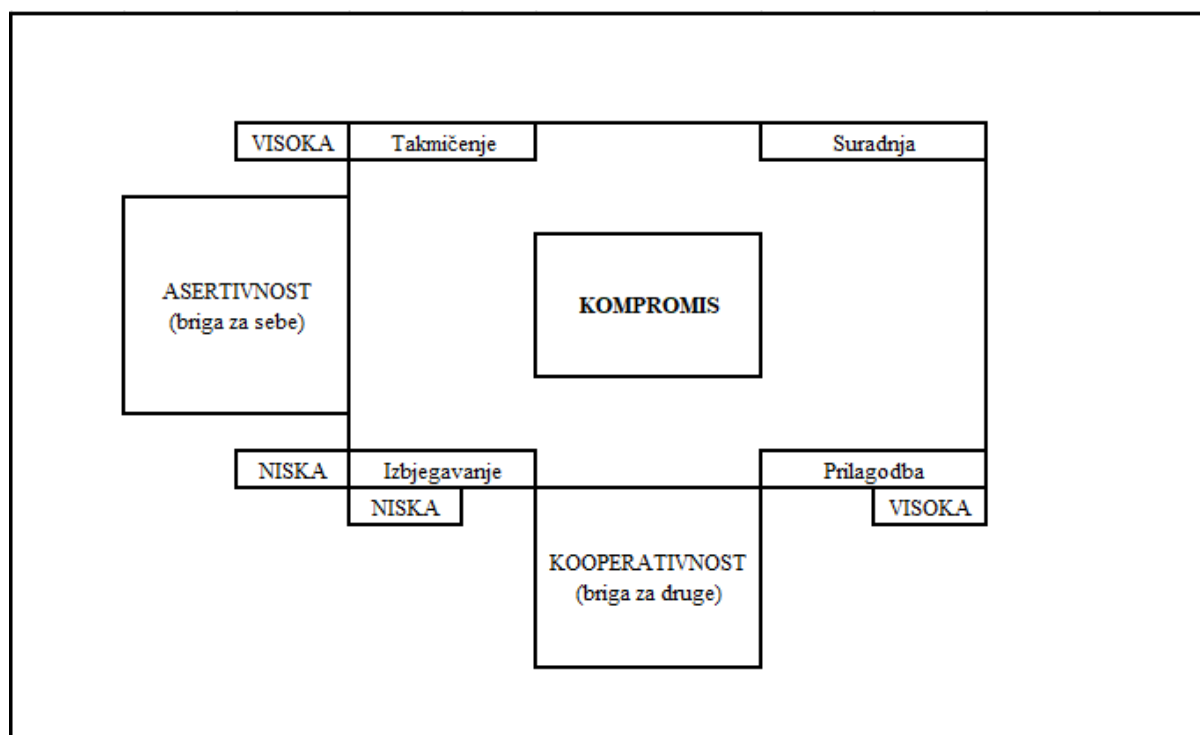 VISOKA
Takmičenje
Suradnja
ASERTIVNOST
(briga za sebe)
KOMPROMIS
NISKA
Izbjegavanje
Prilagodba
NISKA
VISOKA
KOOPERATIVNOST
(briga za druge)